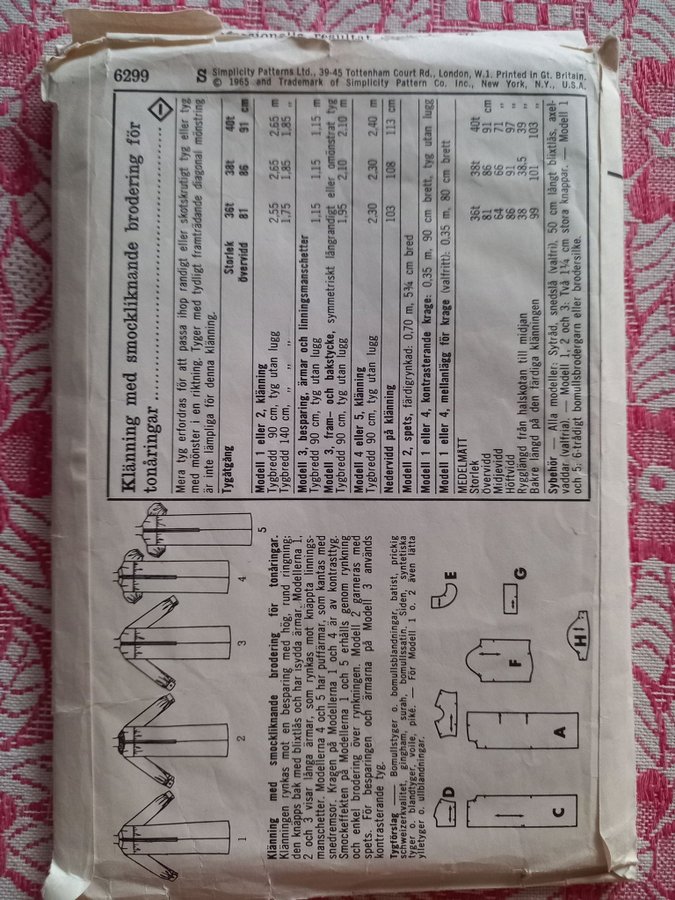 6299
S
Simplicity Patterns Ltd., 39-45 Tottenham Court Rd., London, W.1. Printed in Gt. Britain.
© 1965 and Trademark of Simplicity Pattern Co. Inc., New York, N.Y., U.S.A.
Klänning med smockliknande brodering för
tonåringar
Mera tyg erfordras för att passa ihop randigt eller skotskrutigt tyg eller tyg
med mönster i en riktning. Tyger med tydligt framträdande diagonal mönstring
är inte lämpliga för denna klänning.
Tygåtgång Storlek 36t 38t 40t
Övervidd 81 86 91 cm
Modell 1 eller 2, klänning
Tygbredd 90 cm, tyg utan lugg 2,55 2,65 2,65 m
Tygbredd 140 cm, „ „ „ 1,75 1,85 1,85 „
Modell 3, besparing, ärmar och linningsmanschetter
Tygbredd 90 cm, tyg utan lugg 1,15 1,15 1,15 m
Modell 3, fram- och bakstycke, symmetriskt längrandigt eller omönstrat tyg
Tygbredd 90 cm, tyg utan lugg 1,95 2,10 2,10 m
Modell 4 eller 5, klänning
Tygbredd 90 cm, tyg utan lugg 2,30 2,30 2,40 m
Nedervidd på klänning 103 108 113 cm
Modell 2, spets, färdigrynkad: 0,70 m, 5¾ cm bred
Modell 1 eller 4, kontrasterande krage: 0,35 m, 90 cm brett, tyg utan lugg
Modell 1 eller 4, mellanlägg för krage (valfritt): 0,35 m, 80 cm brett
MEDELMÅTT
Storlek 36t 38t 40t
Övervidd 81 86 91 cm
Midjevidd 64 66 71 „
Höftvidd 86 91 97 „
Rygglängd från halskotan till midjan 38 38,5 39 „
Bakre längd på den färdiga klänningen 99 101 103 „
Sybehör — Alla modeller: Sytråd, snedslå (valfri), 50 cm långt blixtlås, axel-
vaddar (valfria). — Modell 1, 2 och 3: Två 1¼ cm stora knappar. — Modell 1
och 5: 6-trådigt bomullsbrodergarn eller brodersilke.
1
2
3
4
5
Klänning med smockliknande brodering för tonåringar.
Klänningen rynkas mot en besparing med hög, rund ringning;
den knapps bak med blixtlås och har isydda ärmar. Modellerna 1,
2 och 3 visar långa ärmar, som rynkas mot knäppta linnings-
manschetter. Modellerna 4 och 5 har puffärmar, som kantas med
snedremsor. Kragen på Modellerna 1 och 4 är av kontrasttyg.
Smockeffekten på Modellerna 1 och 5 erhålls genom rynkning
och enkel brodering över rynkningen. Modell 2 garneras med
spets. För besparingen och ärmarna på Modell 3 används
kontrasterande tyg.
Tygförslag — Bomullstyger o. bomullsblandningar, batist, prickig
schweizerkvalitet, gingham, surah, bomullssatin. Siden, syntetiska
tyger o. blandtyger, voile, piké. — För Modell 1 o. 2 även lätta
ylletyger o. ullblandningar.
D
E
F
G
C
A
H